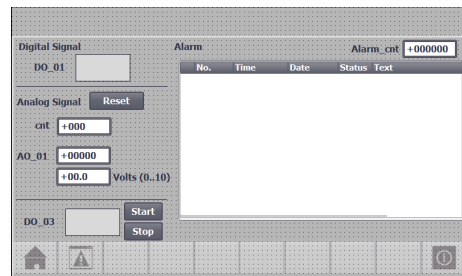 Digital Signal
DO_01
Analog Signal
Reset
cnt +000
AO_01 +00000
+00.0 Volts (0..10)
DO_03
Start
Stop
Alarm
Alarm_cnt +000000
No. Time Date Status Text